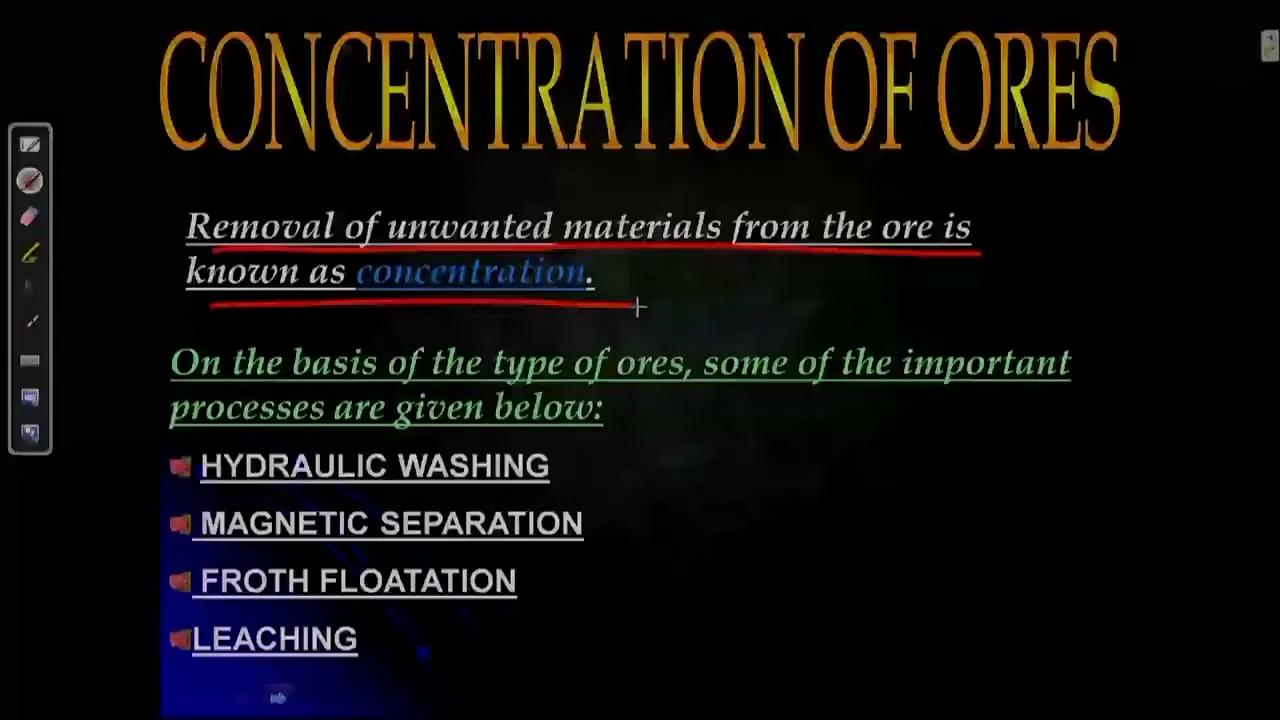 CONCENTRATION OF ORES
Removal of unwanted materials from the ore is
known as concentration.
On the basis of the type of ores, some of the important
processes are given below:
HYDRAULIC WASHING
MAGNETIC SEPARATION
FROTH FLOATATION
LEACHING